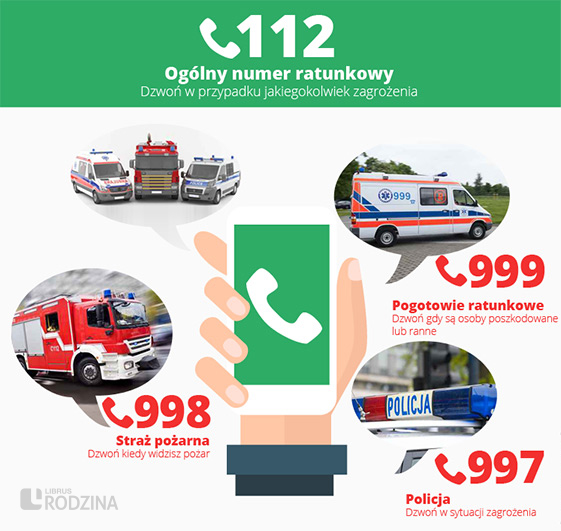 112
Ogólny numer ratunkowy
Dzwoń w przypadku jakiegokolwiek zagrożenia
999
999
Pogotowie ratunkowe
Dzwoń gdy są osoby poszkodowane
lub ranne
998
Straż pożarna
Dzwoń kiedy widzisz pożar
POLICJA
997
Policja
Dzwoń w sytuacji zagrożenia
LIBRUS
RODZINA